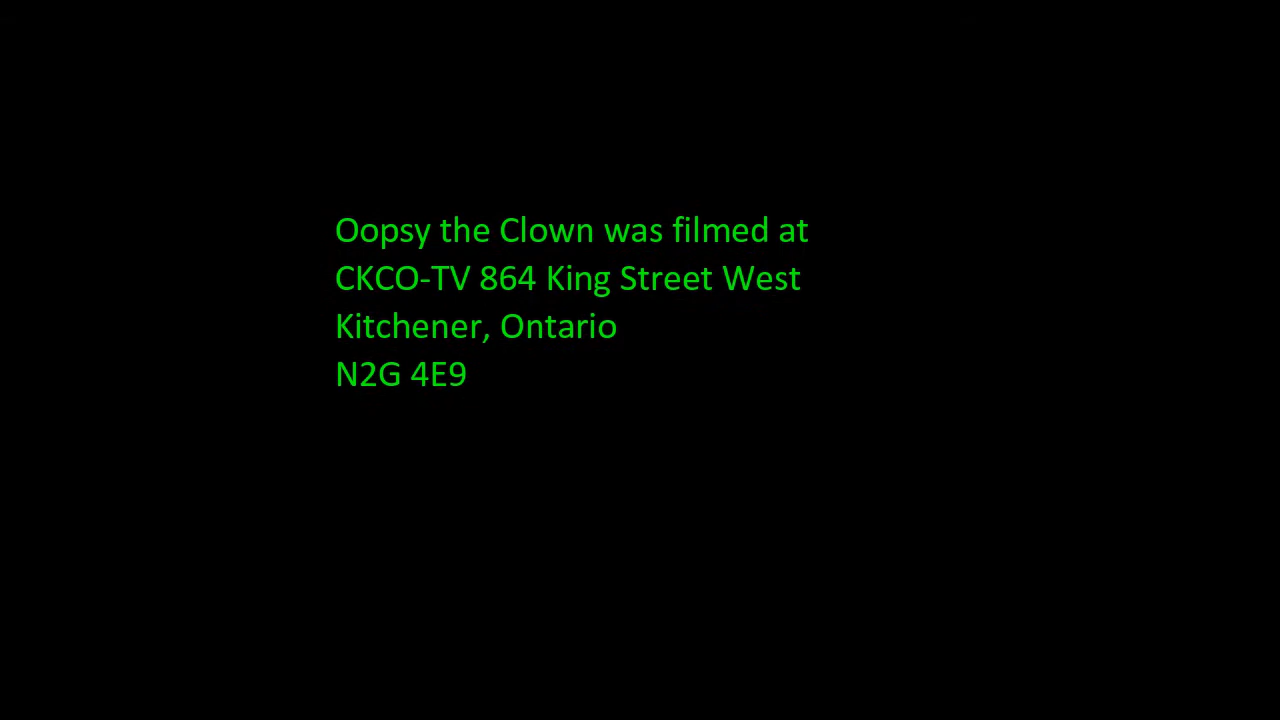 Oopsy the Clown was filmed at
CKCO-TV 864 King Street West
Kitchener, Ontario
N2G 4E9